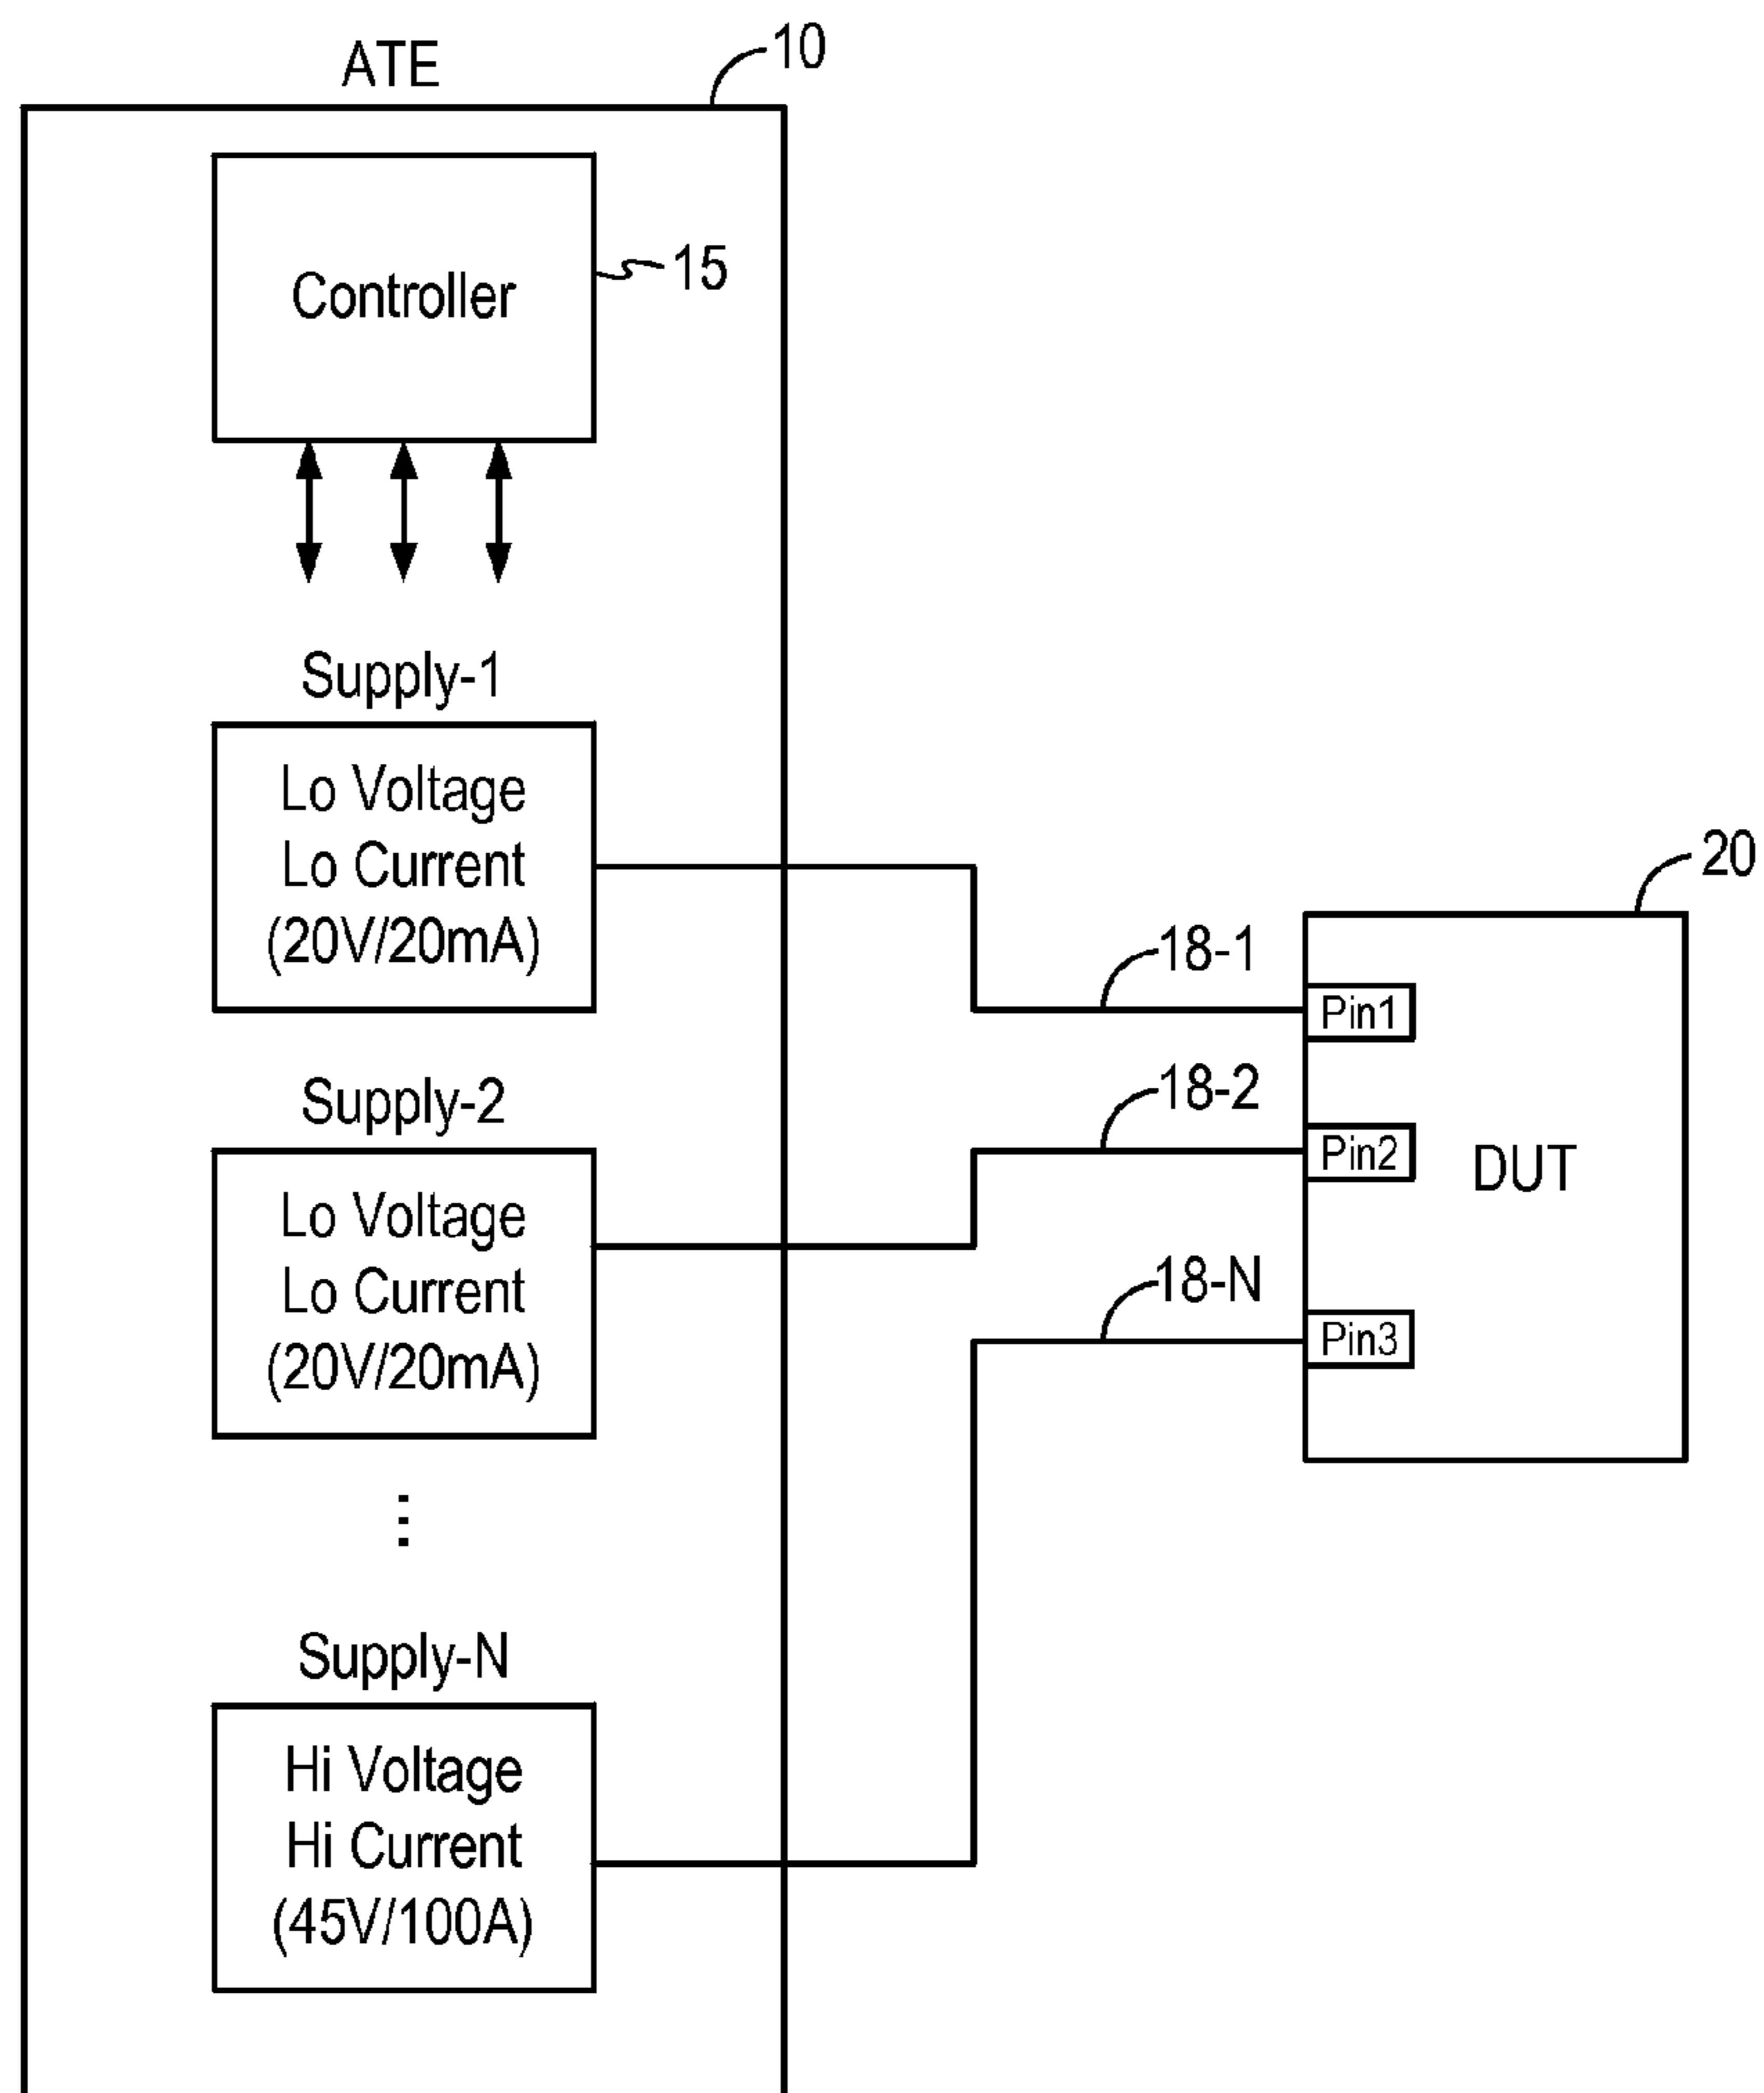 ATE
10
Controller
15
Supply-1
Lo Voltage
Lo Current
(20V/20mA)
20
18-1
Pin1
Supply-2
18-2
Pin2
DUT
Lo Voltage
Lo Current
(20V/20mA)
18-N
Pin3
⋮
Supply-N
Hi Voltage
Hi Current
(45V/100A)